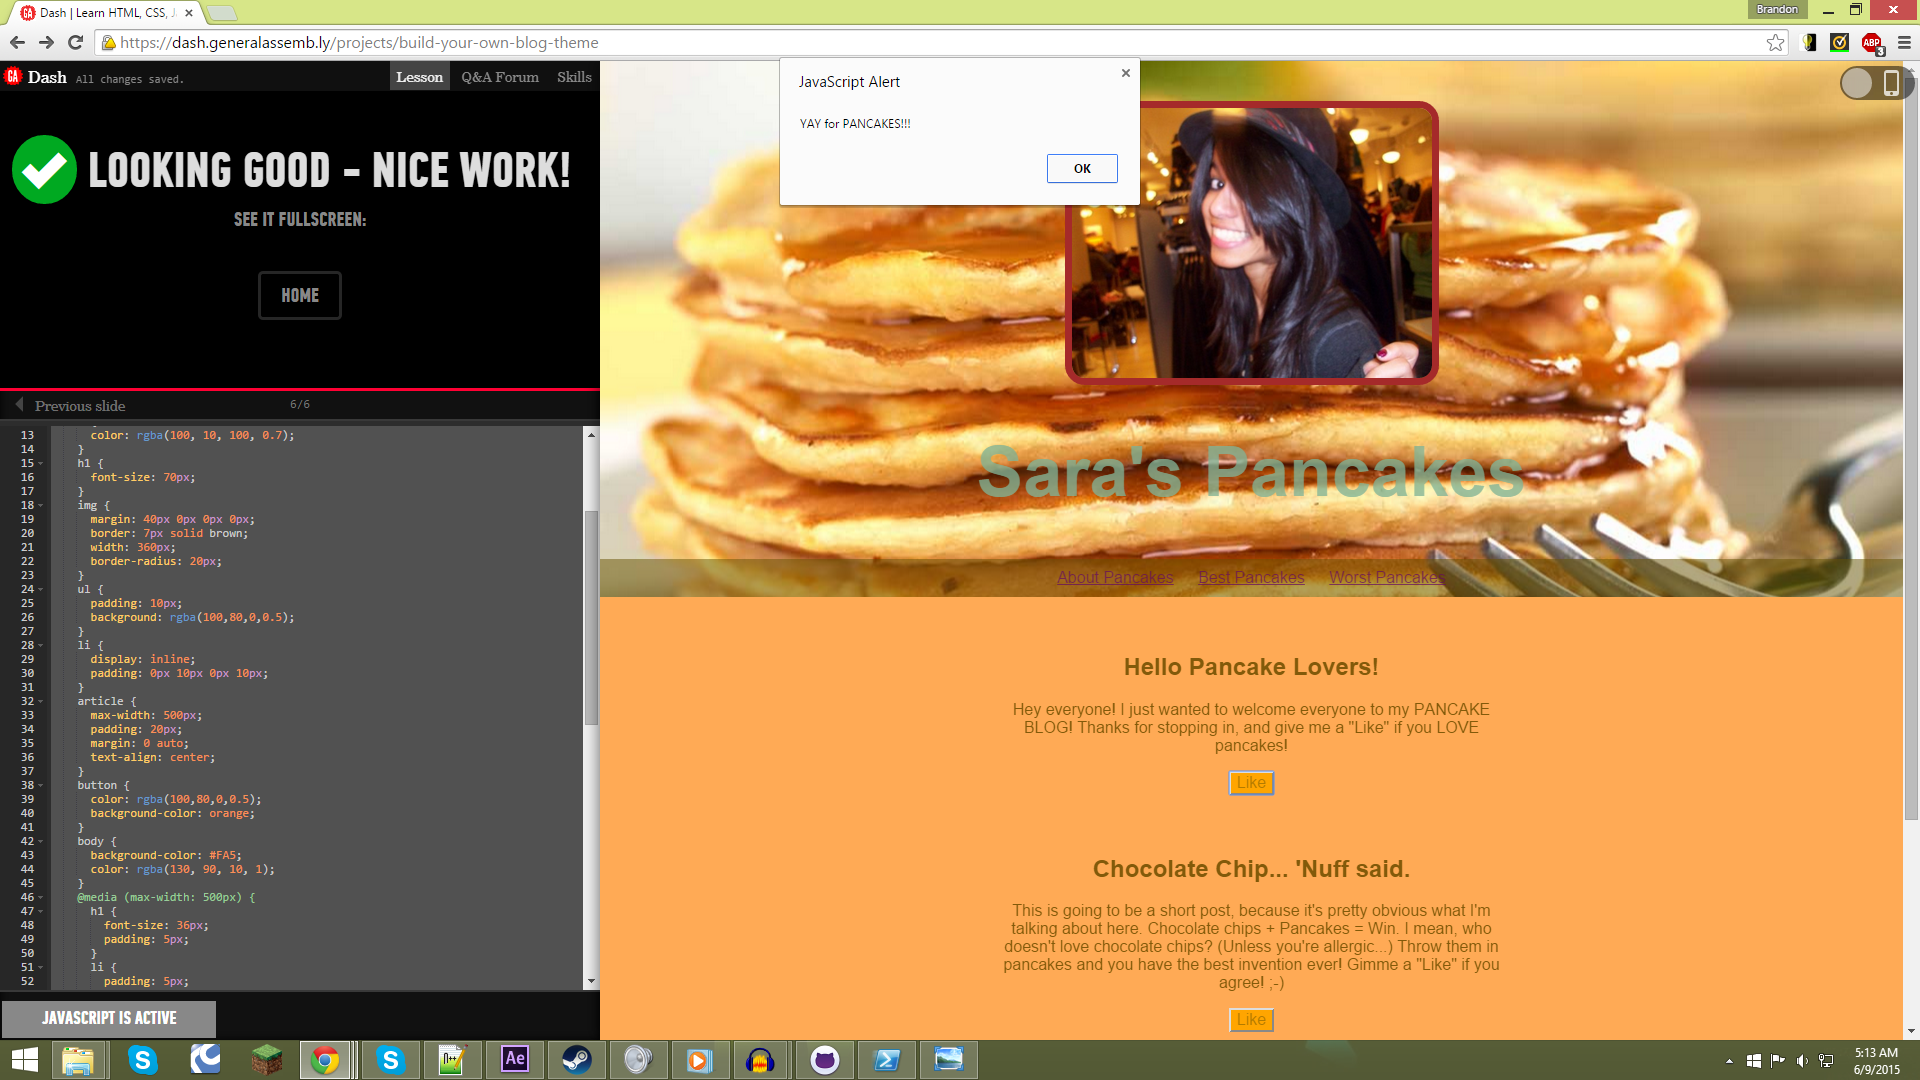 Dash | Learn HTML, CSS, J
Brandon
https://dash.generalassemb.ly/projects/build-your-own-blog-theme
ABP
3
GA
Dash
All changes saved.
Lesson
Q&A Forum
Skills
JavaScript Alert
YAY for PANCAKES!!!
OK
LOOKING GOOD - NICE WORK!
SEE IT FULLSCREEN:
HOME
Previous slide
6/6
13 color: rgba(100, 10, 100, 0.7);
14 }
15 h1 {
16 font-size: 70px;
17 }
18 img {
19 margin: 40px 0px 0px 0px;
20 border: 7px solid brown;
21 width: 360px;
22 border-radius: 20px;
23 }
24 ul {
25 padding: 10px;
26 background: rgba(100,80,0,0.5);
27 }
28 li {
29 display: inline;
30 padding: 0px 10px 0px 10px;
31 }
32 article {
33 max-width: 500px;
34 padding: 20px;
35 margin: 0 auto;
36 text-align: center;
37 }
38 button {
39 color: rgba(100,80,0,0.5);
40 background-color: orange;
41 }
42 body {
43 background-color: #FA5;
44 color: rgba(130, 90, 10, 1);
45 }
46 @media (max-width: 500px) {
47 h1 {
48 font-size: 36px;
49 padding: 5px;
50 }
51 li {
52 padding: 5px;
JAVASCRIPT IS ACTIVE
Sara's Pancakes
About Pancakes
Best Pancakes
Worst Pancakes
Hello Pancake Lovers!
Hey everyone! I just wanted to welcome everyone to my PANCAKE
BLOG! Thanks for stopping in, and give me a "Like" if you LOVE
pancakes!
Like
Chocolate Chip... 'Nuff said.
This is going to be a short post, because it's pretty obvious what I'm
talking about here. Chocolate chips + Pancakes = Win. I mean, who
doesn't love chocolate chips? (Unless you're allergic...) Throw them in
pancakes and you have the best invention ever! Gimme a "Like" if you
agree! ;-)
Like
Ae
5:13 AM
6/9/2015